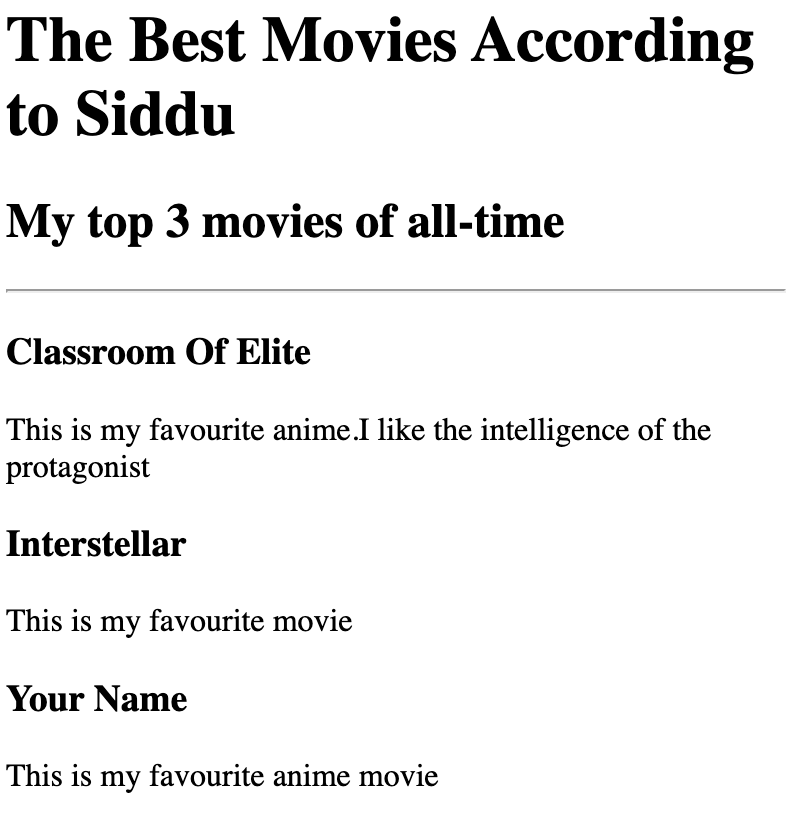 The Best Movies According
to Siddu
My top 3 movies of all-time
Classroom Of Elite
This is my favourite anime.I like the intelligence of the
protagonist
Interstellar
This is my favourite movie
Your Name
This is my favourite anime movie